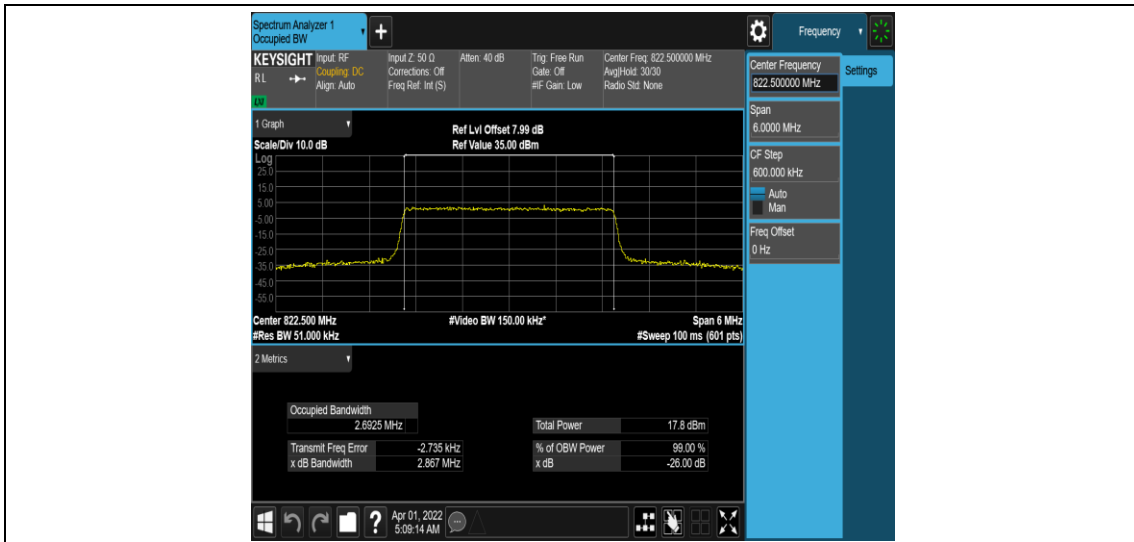 Spectrum Analyzer 1
Occupied BW
+
Frequency
KEYSIGHT
RL
LXI
Input: RF
Coupling: DC
Align: Auto
Input Z: 50 Ω
Corrections: Off
Freq Ref: Int (S)
Atten: 40 dB
Trig: Free Run
Gate: Off
#IF Gain: Low
Center Freq: 822.500000 MHz
Avg|Hold: 30/30
Radio Std: None
Center Frequency
822.500000 MHz
Settings
Span
6.0000 MHz
CF Step
600.000 kHz
Auto
Man
Freq Offset
0 Hz
1 Graph
Scale/Div 10.0 dB
Ref Lvl Offset 7.99 dB
Ref Value 35.00 dBm
Log
25.0
15.0
5.00
-5.00
-15.0
-25.0
-35.0
-45.0
-55.0
Center 822.500 MHz
#Res BW 51.000 kHz
#Video BW 150.00 kHz*
Span 6 MHz
#Sweep 100 ms (601 pts)
2 Metrics
Occupied Bandwidth
2.6925 MHz
Total Power 17.8 dBm
Transmit Freq Error -2.735 kHz
% of OBW Power 99.00 %
x dB Bandwidth 2.867 MHz
x dB -26.00 dB
?
Apr 01, 2022
5:09:14 AM